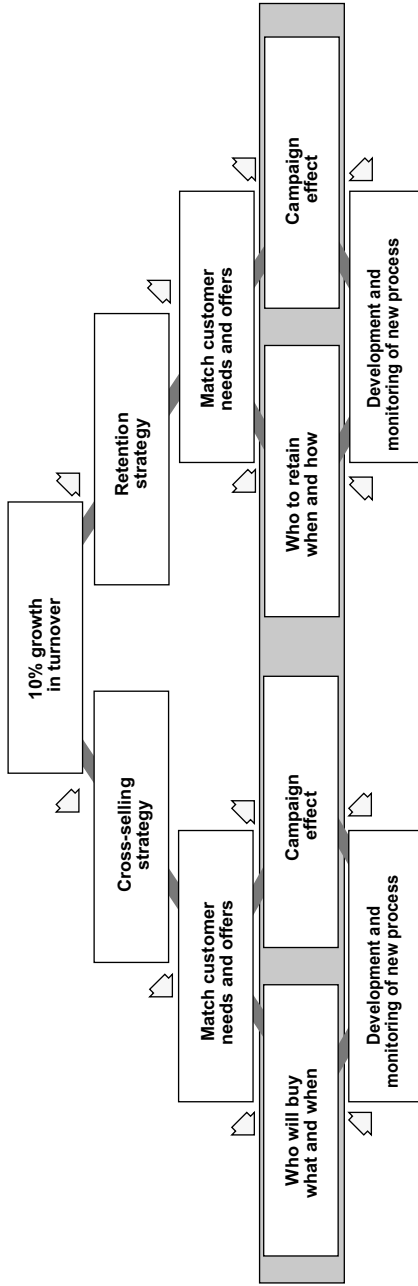 10% growth
in turnover
Cross-selling
strategy
Retention
strategy
Match customer
needs and offers
Match customer
needs and offers
Who will buy
what and when
Campaign
effect
Who to retain
when and how
Campaign
effect
Development and
monitoring of new process
Development and
monitoring of new process